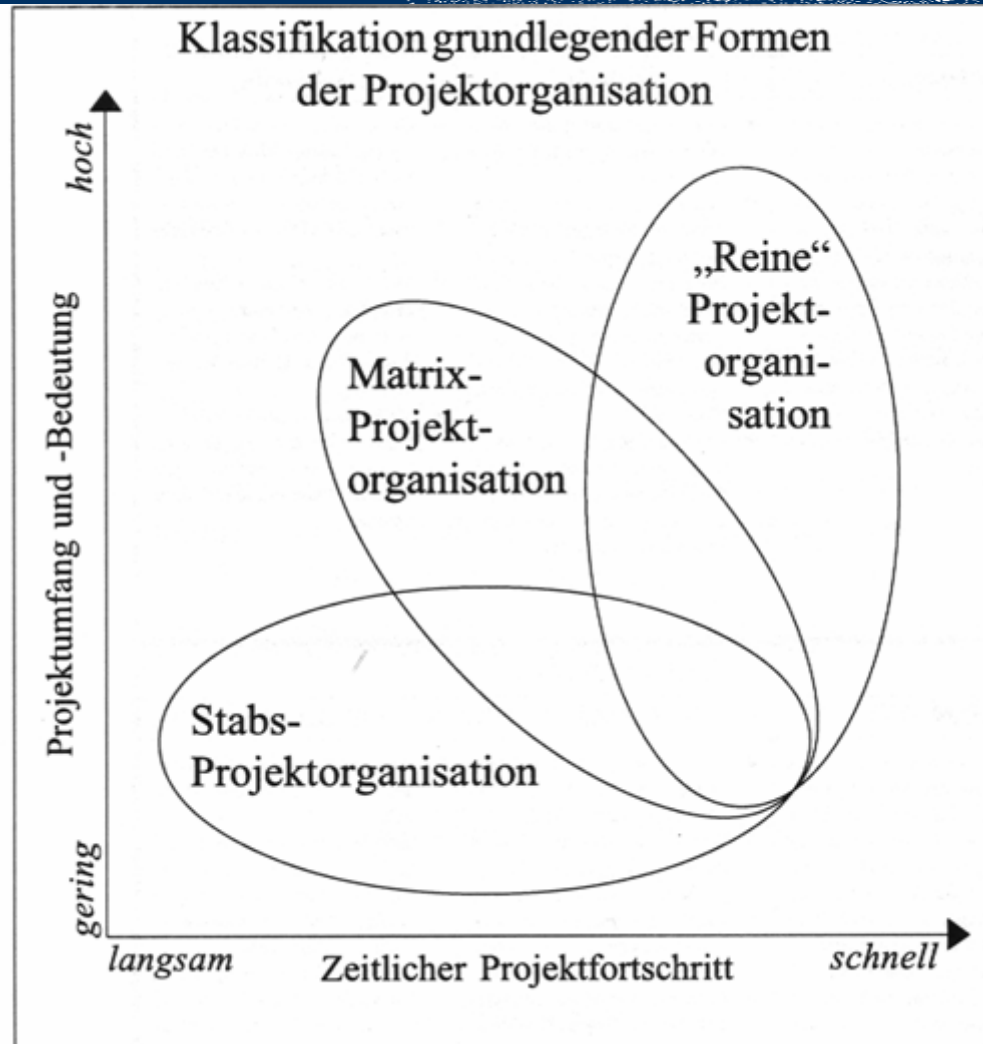 Klassifikation grundlegender Formen
der Projektorganisation
hoch
Projektumfang und -Bedeutung
gering
„Reine“
Projekt-
organi-
sation
Matrix-
Projekt-
organisation
Stabs-
Projektorganisation
langsam
Zeitlicher Projektfortschritt
schnell